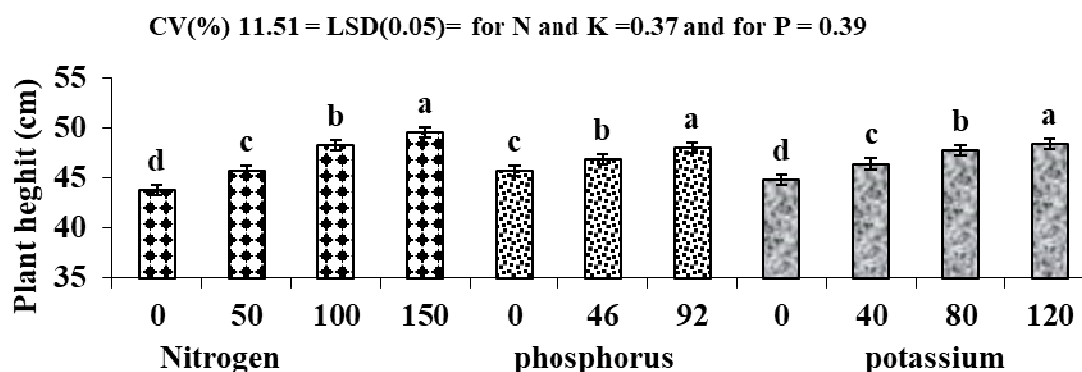 CV(%) 11.51 = LSD(0.05)= for N and K =0.37 and for P = 0.39
Plant heghit (cm)
55
50
45
40
35
d c b a c b a d c b a
0 50 100 150 0 46 92 0 40 80 120
Nitrogen phosphorus potassium